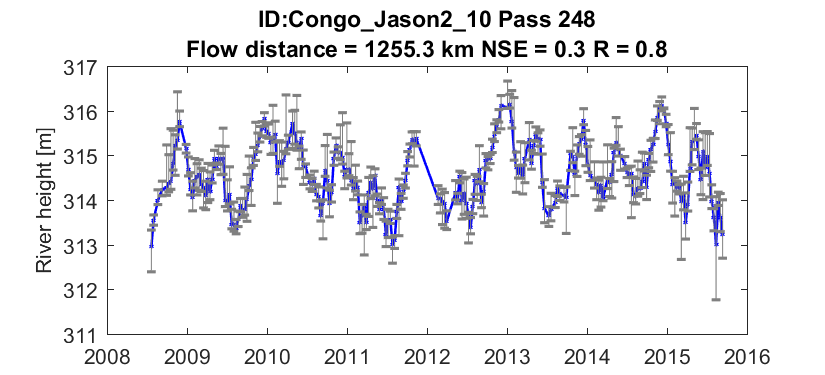 ID:Congo_Jason2_10 Pass 248
Flow distance = 1255.3 km NSE = 0.3 R = 0.8
River height [m]
317
316
315
314
313
312
311
2008 2009 2010 2011 2012 2013 2014 2015 2016